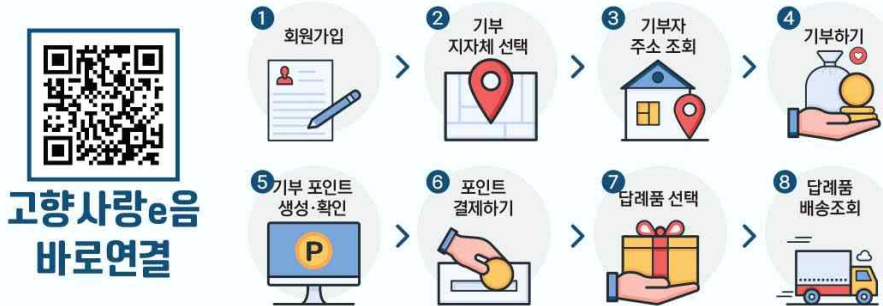 1
회원가입
2
기부
지자체 선택
3
기부자
주소 조회
4
기부하기
고향사랑e음
바로연결
5
기부 포인트
생성·확인
P
6
포인트
결제하기
7
답례품 선택
8
답례품
배송조회